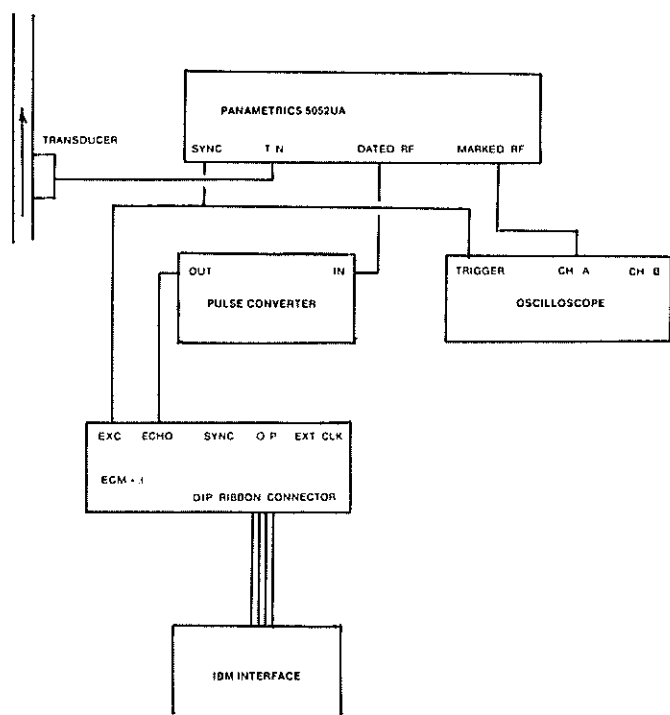 PANAMETRICS 5052UA
TRANSDUCER
SYNC T N DATED RF MARKED RF
OUT IN
PULSE CONVERTER
TRIGGER CH A CH B
OSCILLOSCOPE
EXC ECHO SYNC O P EXT CLK
ECM
DIP RIBBON CONNECTOR
IBM INTERFACE